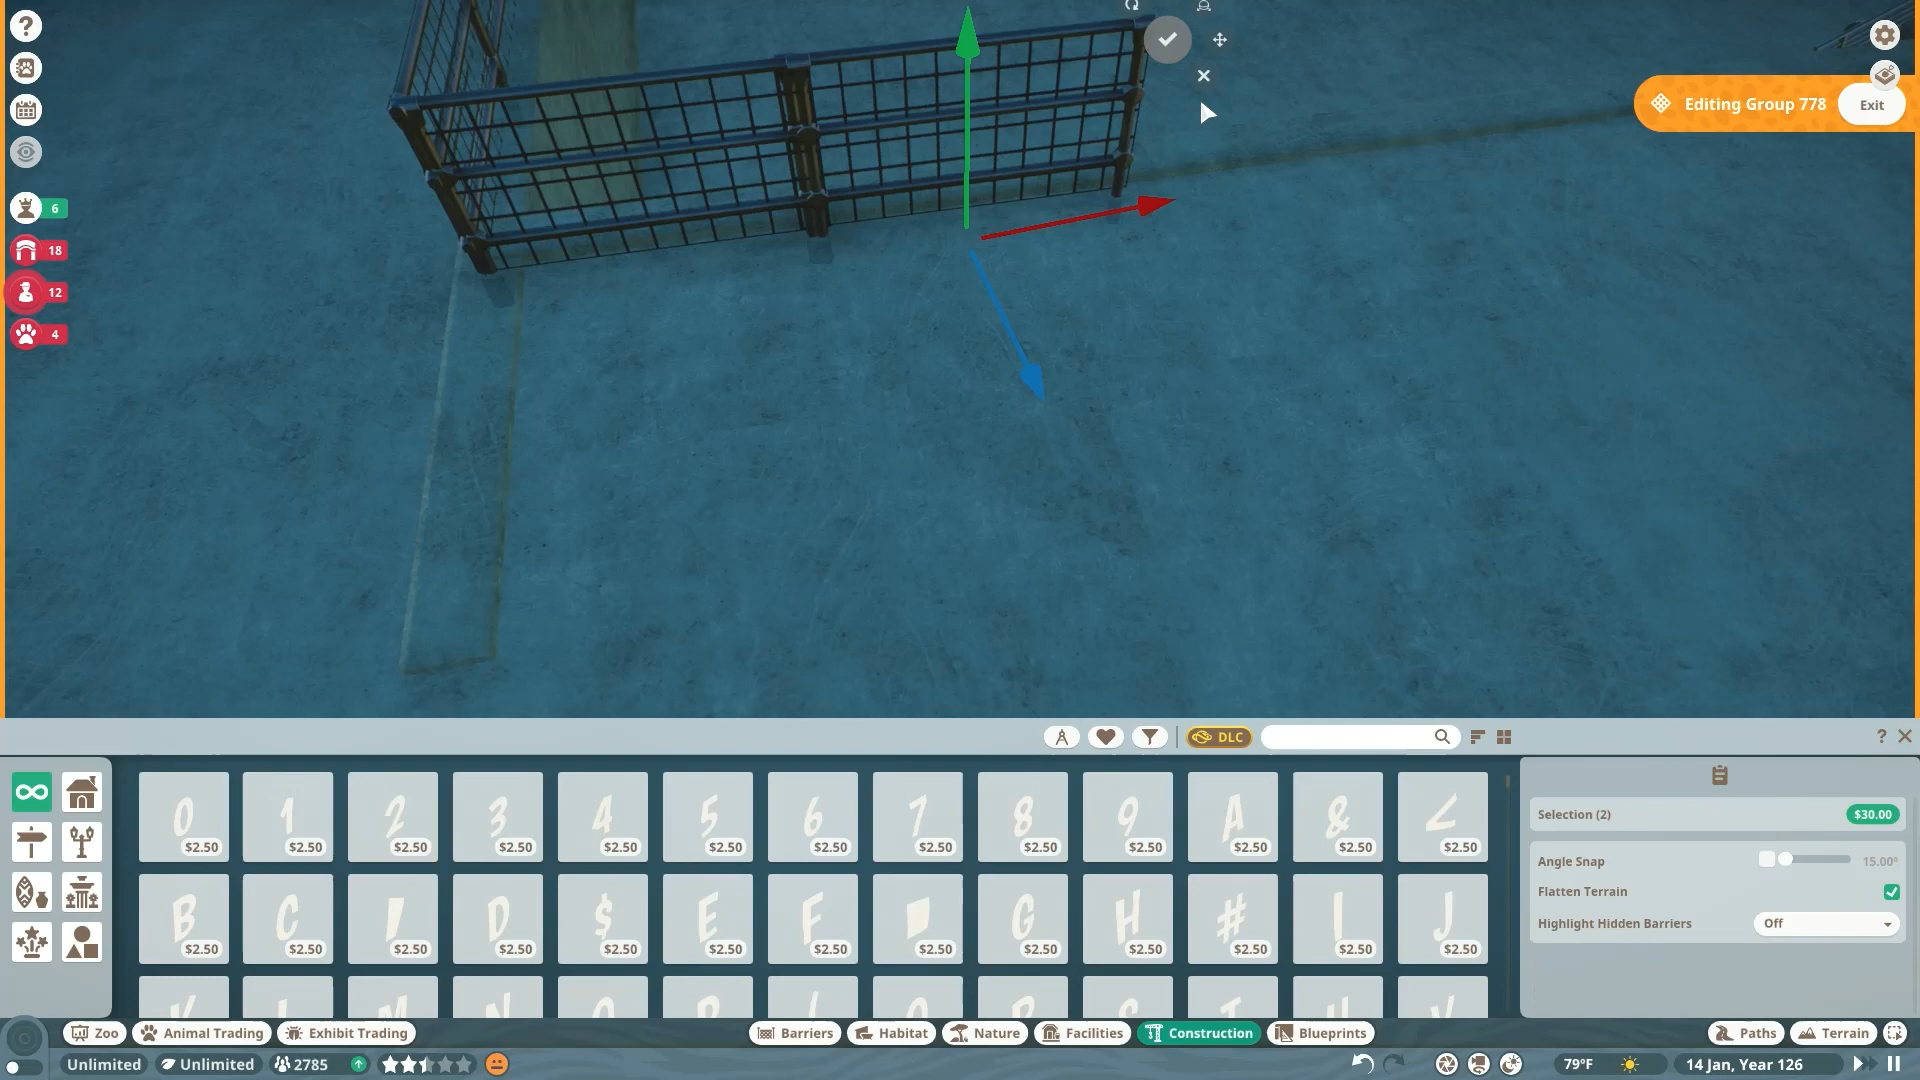 ?
6
18
12
4
Editing Group 778
Exit
DLC
?
0 $2.50 1 $2.50 2 $2.50 3 $2.50 4 $2.50 5 $2.50 6 $2.50 7 $2.50 8 $2.50 9 $2.50 A $2.50 & $2.50 $2.50
B $2.50 C $2.50 $2.50 D $2.50 $ $2.50 E $2.50 F $2.50 $2.50 G $2.50 H $2.50 # $2.50 I $2.50 J $2.50
Selection (2) $30.00
Angle Snap 15.00°
Flatten Terrain
Highlight Hidden Barriers Off
Zoo Animal Trading Exhibit Trading Barriers Habitat Nature Facilities Construction Blueprints Paths Terrain
Unlimited Unlimited 2785 79°F 14 Jan, Year 126